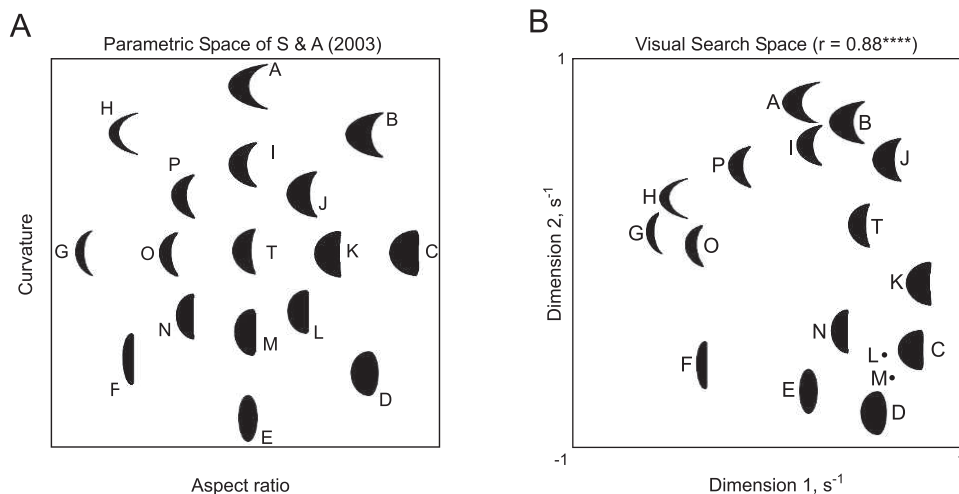 A
Parametric Space of S & A (2003)
A
H
B
I
P
J
G
O
T
K
C
N
M
L
F
D
E
Curvature
Aspect ratio
B
Visual Search Space (r = 0.88****)
1
A
B
I
J
P
H
G
O
T
K
N
L
C
F
M
E
D
Dimension 2, s-1
-1
Dimension 1, s-1